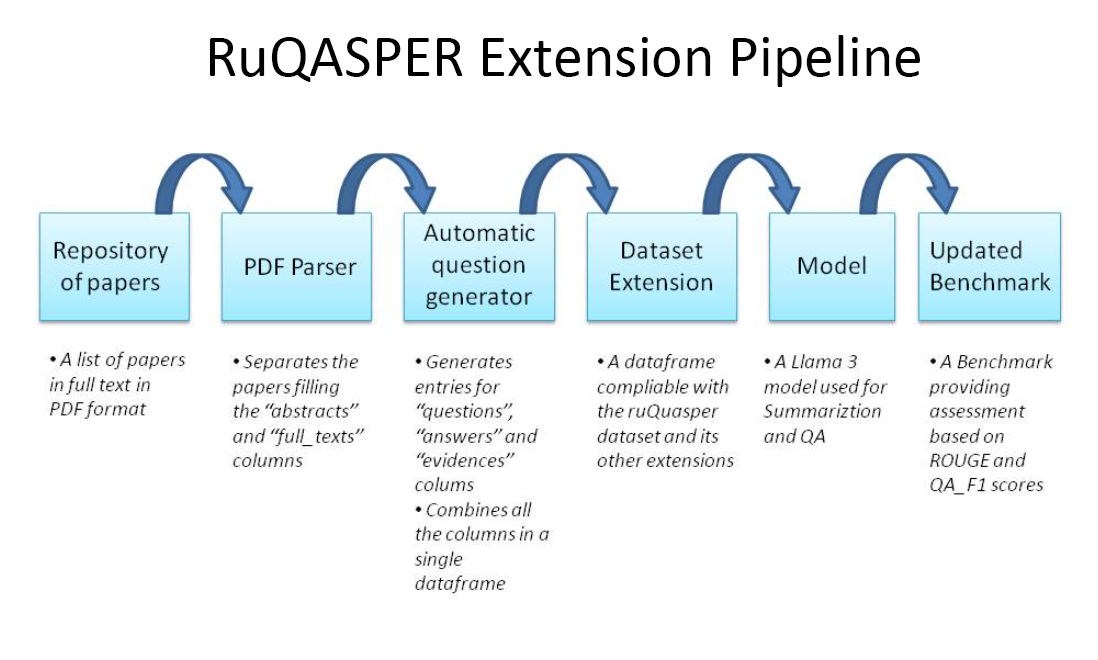 RuQASPER Extension Pipeline
Repository
of papers
PDF Parser
Automatic
question
generator
Dataset
Extension
Model
Updated
Benchmark
• A list of papers
in full text in
PDF format
• Separates the
papers filling
the “abstracts”
and “full_texts”
columns
• Generates
entries for
“questions”,
“answers” and
“evidences”
colums
• Combines all
the columns in a
single
dataframe
• A dataframe
compliable with
the ruQuasper
dataset and its
other extensions
• A Llama 3
model used for
Summariztion
and QA
• A Benchmark
providing
assessment
based on
ROUGE and
QA_F1 scores